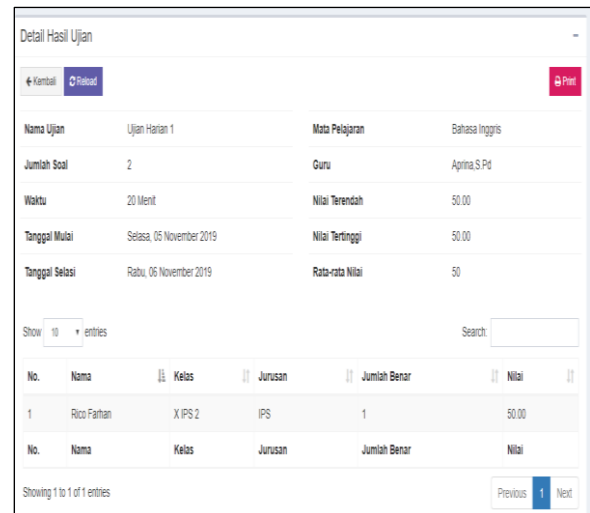 Detail Hasil Ujian
Kembali Reload Print
Nama Ujian Ujian Harian 1 Mata Pelajaran Bahasa Inggris
Jumlah Soal 2 Guru Aprina,S.Pd
Waktu 20 Menit Nilai Terendah 50.00
Tanggal Mulai Selasa, 05 November 2019 Nilai Tertinggi 50.00
Tanggal Selasi Rabu, 06 November 2019 Rata-rata Nilai 50
Show 10 entries Search:
No. Nama Kelas Jurusan Jumlah Benar Nilai
1 Rico Farhan X IPS 2 IPS 1 50.00
No. Nama Kelas Jurusan Jumlah Benar Nilai
Showing 1 to 1 of 1 entries Previous 1 Next